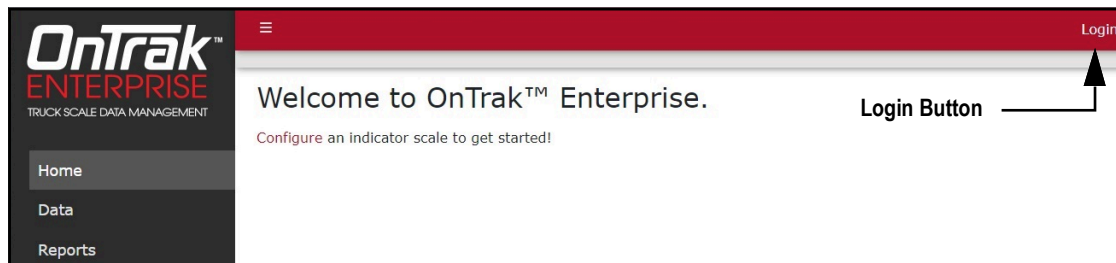 OnTrak™
ENTERPRISE
TRUCK SCALE DATA MANAGEMENT
Home
Data
Reports
Login
Welcome to OnTrak™ Enterprise.
Configure an indicator scale to get started!
Login Button